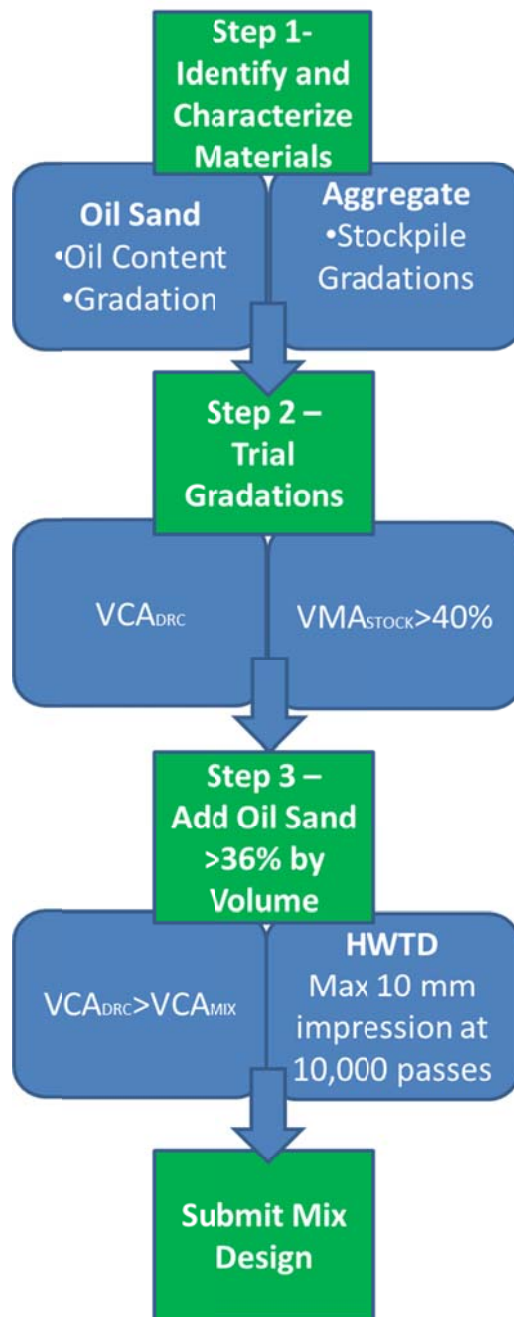 Step 1-
Identify and
Characterize
Materials
Oil Sand
•Oil Content
•Gradation
Aggregate
•Stockpile
Gradations
Step 2 –
Trial
Gradations
VCADRC
VMASTOCK>40%
Step 3 –
Add Oil Sand
>36% by
Volume
VCADRC>VCAMIX
HWTD
Max 10 mm
impression at
10,000 passes
Submit Mix
Design